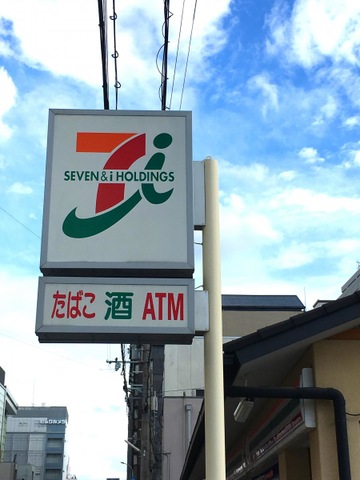 SEVEN & i HOLDINGS
たばこ 酒 ATM